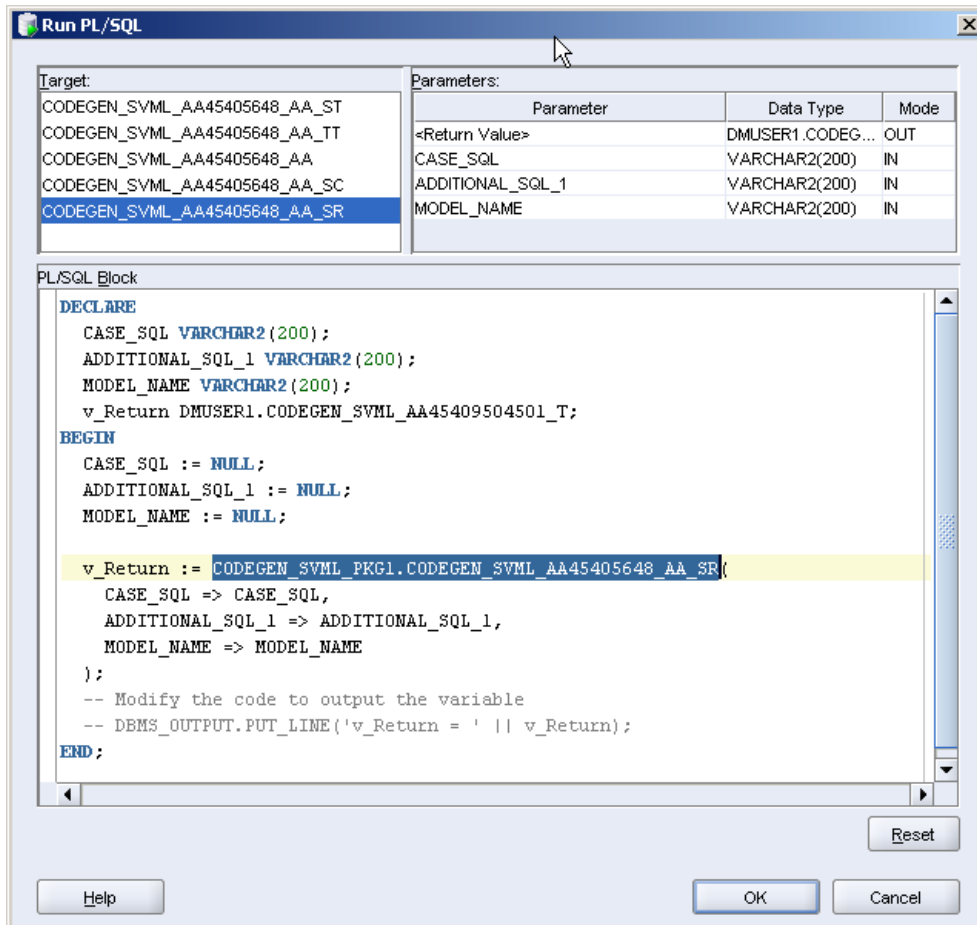 Run PL/SQL
Target:
CODEGEN_SVML_AA45405648_AA_ST
CODEGEN_SVML_AA45405648_AA_TT
CODEGEN_SVML_AA45405648_AA
CODEGEN_SVML_AA45405648_AA_SC
CODEGEN_SVML_AA45405648_AA_SR
Parameters:
Parameter Data Type Mode
<Return Value> DMUSER1.CODEG... OUT
CASE_SQL VARCHAR2(200) IN
ADDITIONAL_SQL_1 VARCHAR2(200) IN
MODEL_NAME VARCHAR2(200) IN
PL/SQL Block
DECLARE
CASE_SQL VARCHAR2(200);
ADDITIONAL_SQL_1 VARCHAR2(200);
MODEL_NAME VARCHAR2(200);
v_Return DMUSER1.CODEGEN_SVML_AA45409504501_T;
BEGIN
CASE_SQL := NULL;
ADDITIONAL_SQL_1 := NULL;
MODEL_NAME := NULL;
v_Return := CODEGEN_SVML_PKG1.CODEGEN_SVML_AA45405648_AA_SR(
CASE_SQL => CASE_SQL,
ADDITIONAL_SQL_1 => ADDITIONAL_SQL_1,
MODEL_NAME => MODEL_NAME
);
-- Modify the code to output the variable
-- DBMS_OUTPUT.PUT_LINE('v_Return = ' || v_Return);
END;
Reset
Help OK Cancel